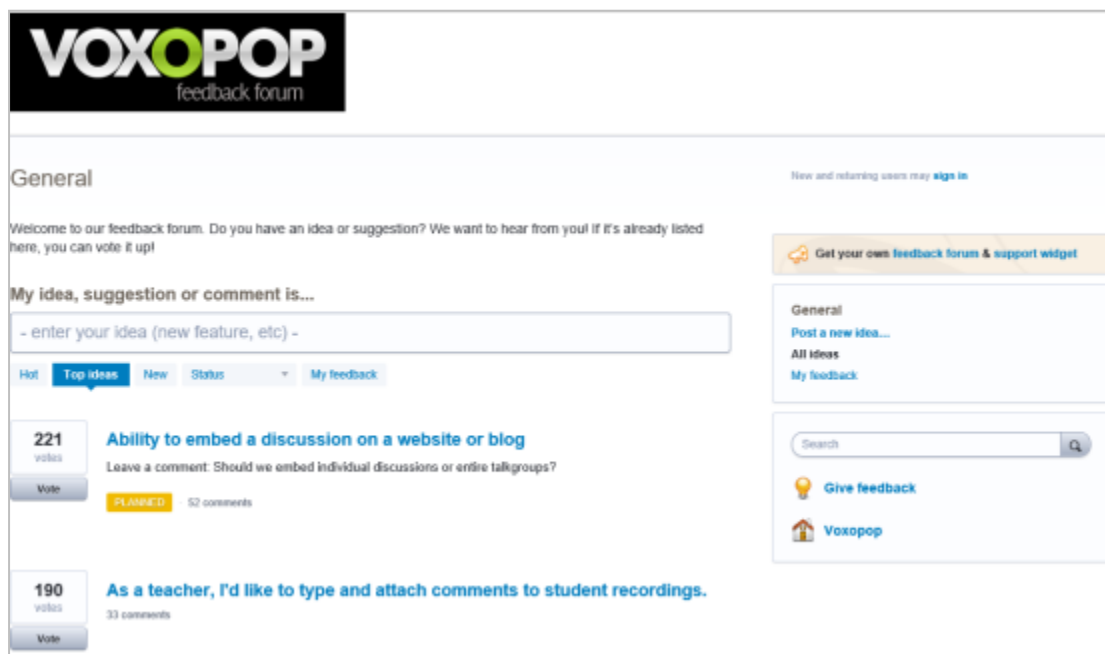 VOXOPOP
feedback forum
General
New and returning users may sign in
Welcome to our feedback forum. Do you have an idea or suggestion? We want to hear from you! If it's already listed
here, you can vote it up!
Get your own feedback forum & support widget
My idea, suggestion or comment is...
- enter your idea (new feature, etc) -
Hot Top ideas New Status My feedback
General
Post a new idea...
All ideas
My feedback
221
votes
Vote
Ability to embed a discussion on a website or blog
Leave a comment: Should we embed individual discussions or entire talkgroups?
PLANNED · 52 comments
Search
Give feedback
Voxopop
190
votes
Vote
As a teacher, I'd like to type and attach comments to student recordings.
33 comments